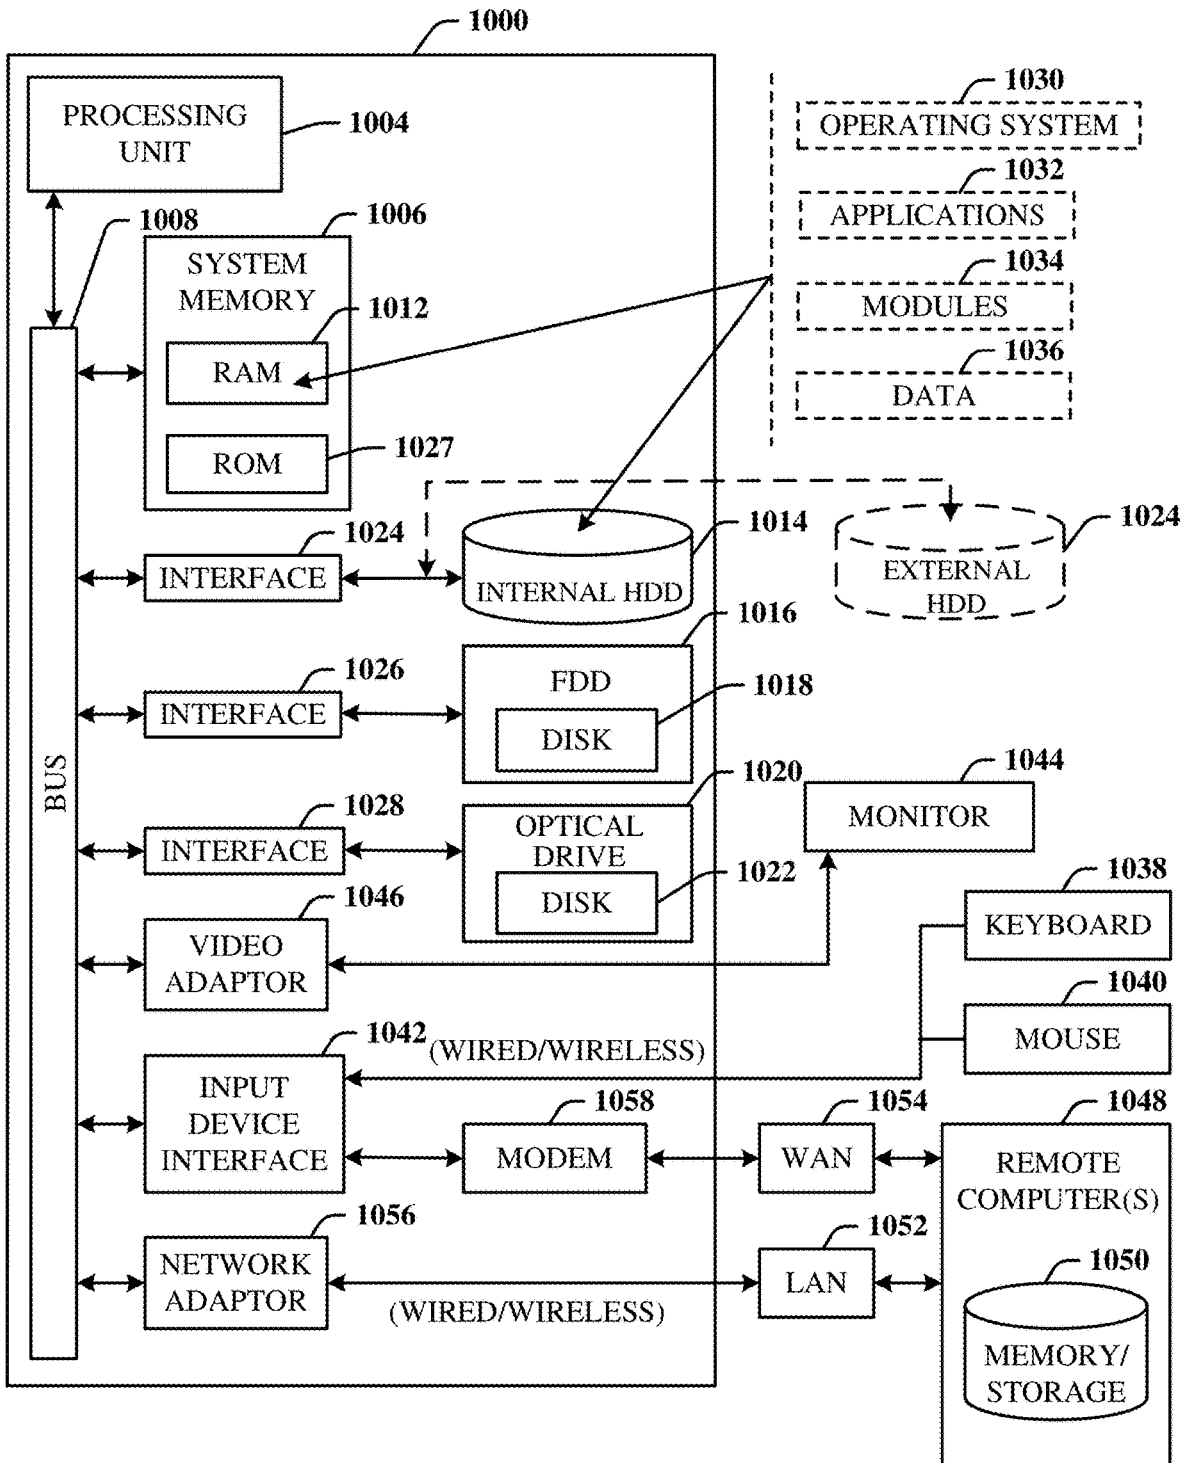 1000
PROCESSING
UNIT
1004
1030
OPERATING SYSTEM
1032
APPLICATIONS
1034
MODULES
1036
DATA
1008
1006
SYSTEM
MEMORY
1012
RAM
1027
ROM
1024
INTERFACE
1014
INTERNAL HDD
1024
EXTERNAL
HDD
1026
INTERFACE
1016
FDD
1018
DISK
BUS
1028
INTERFACE
1020
OPTICAL
DRIVE
1022
DISK
1044
MONITOR
1046
VIDEO
ADAPTOR
1038
KEYBOARD
1040
MOUSE
1042
INPUT
DEVICE
INTERFACE
(WIRED/WIRELESS)
1058
MODEM
1054
WAN
1048
REMOTE
COMPUTER(S)
1056
NETWORK
ADAPTOR
(WIRED/WIRELESS)
1052
LAN
1050
MEMORY/
STORAGE